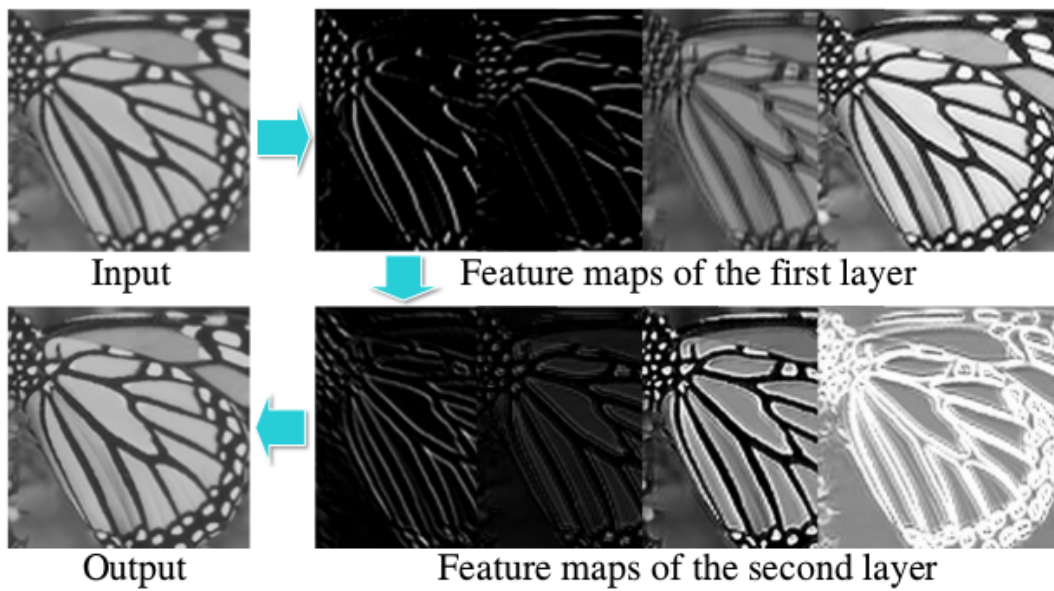 Input
Feature maps of the first layer
Output
Feature maps of the second layer